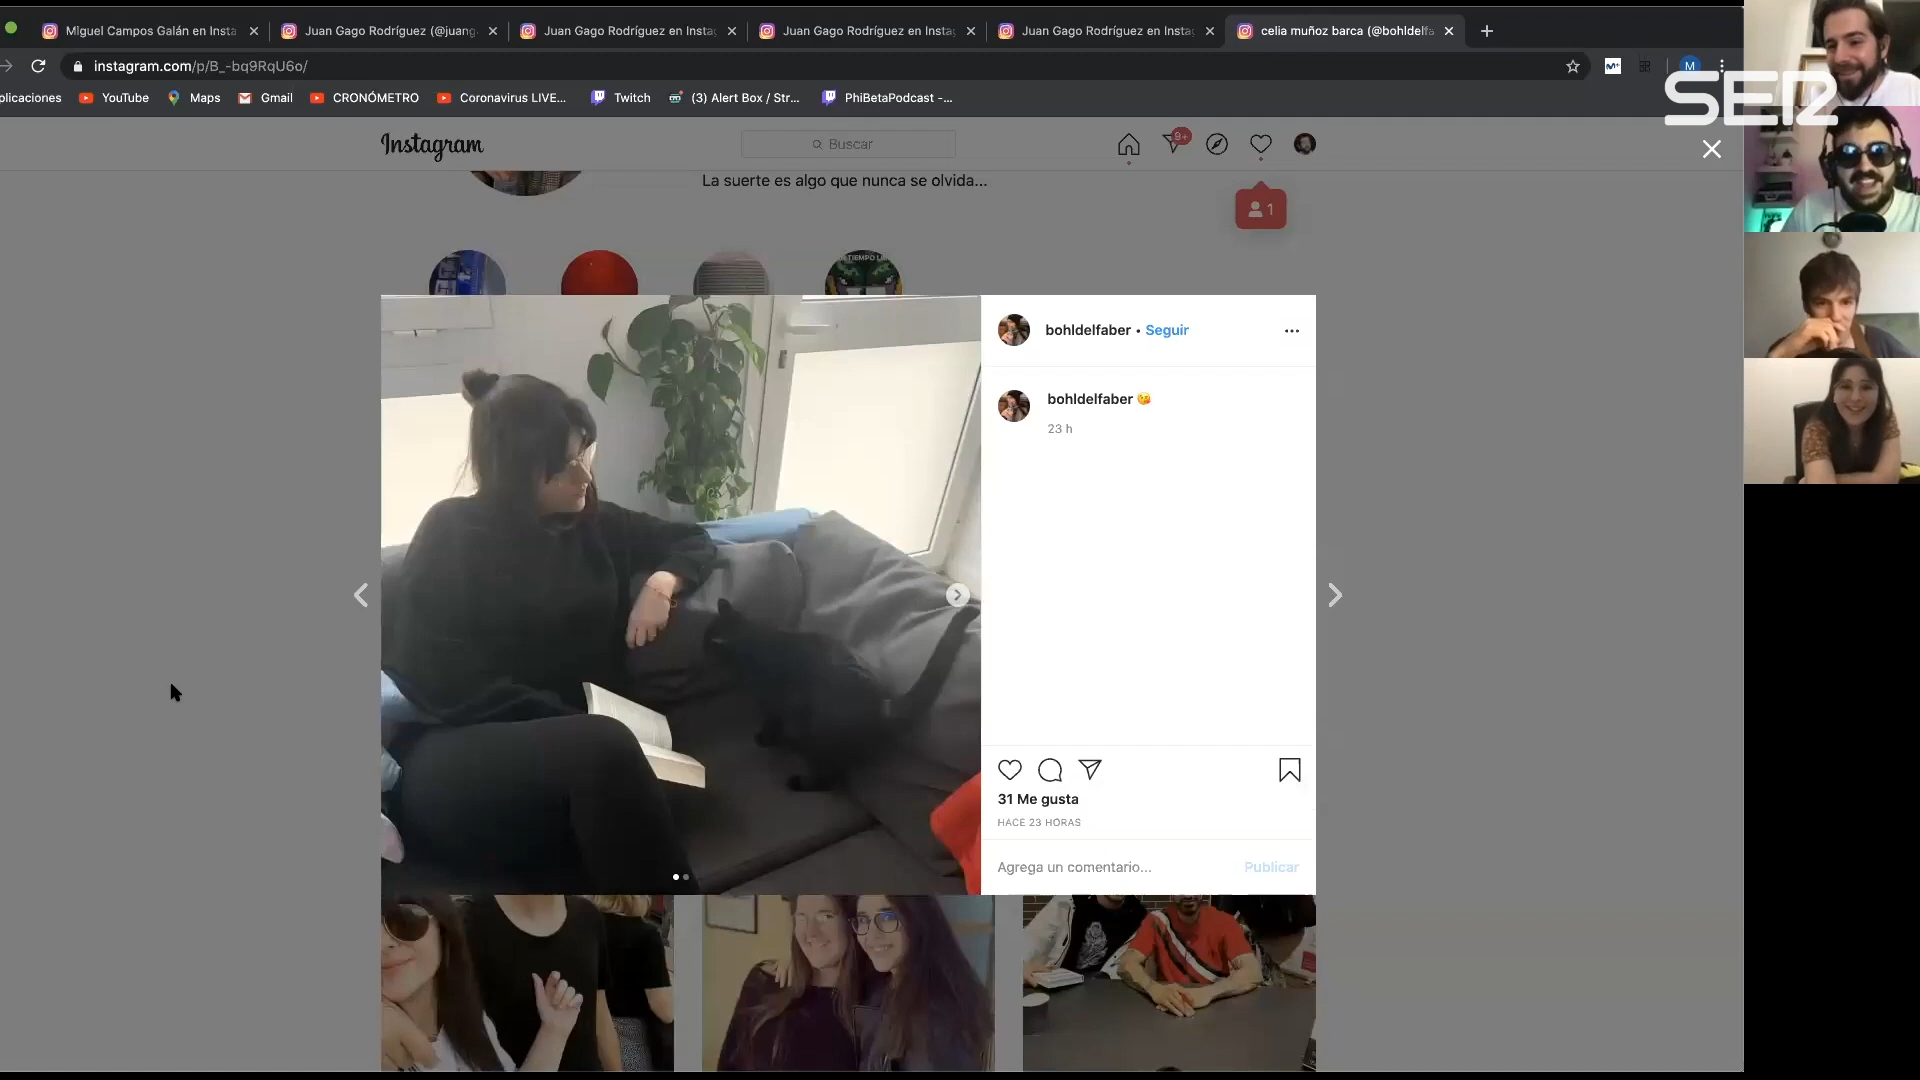 Miguel Campos Galán en Insta
Juan Gago Rodríguez (@juang
Juan Gago Rodríguez en Insta
Juan Gago Rodríguez en Insta
Juan Gago Rodríguez en Insta
celia muñoz barca (@bohldelfa
instagram.com/p/B_-bq9RqU6o/
M
plicaciones
YouTube
Maps
Gmail
CRONÓMETRO
Coronavirus LIVE...
Twitch
(3) Alert Box / Str...
PhiBetaPodcast -...
SER
Instagram
Buscar
9+
La suerte es algo que nunca se olvida...
1
bohldelfaber • Seguir
bohldelfaber 😘
23 h
31 Me gusta
HACE 23 HORAS
Agrega un comentario...
Publicar